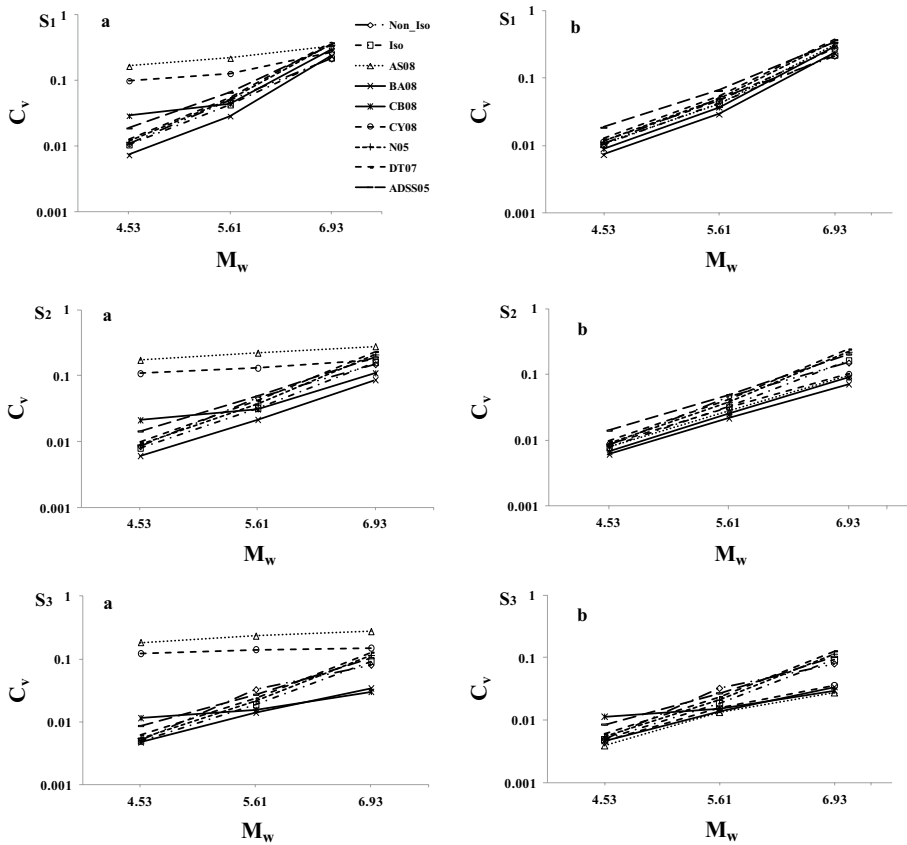 S1 a
1
0.1
0.01
0.001
Cv
4.53 5.61 6.93
Mw
Non_Iso
Iso
AS08
BA08
CB08
CY08
N05
DT07
ADSS05
S1 b
1
0.1
0.01
0.001
Cv
4.53 5.61 6.93
Mw
S2 a
1
0.1
0.01
0.001
Cv
4.53 5.61 6.93
Mw
S2 b
1
0.1
0.01
0.001
Cv
4.53 5.61 6.93
Mw
S3 a
1
0.1
0.01
0.001
Cv
4.53 5.61 6.93
Mw
S3 b
1
0.1
0.01
0.001
Cv
4.53 5.61 6.93
Mw